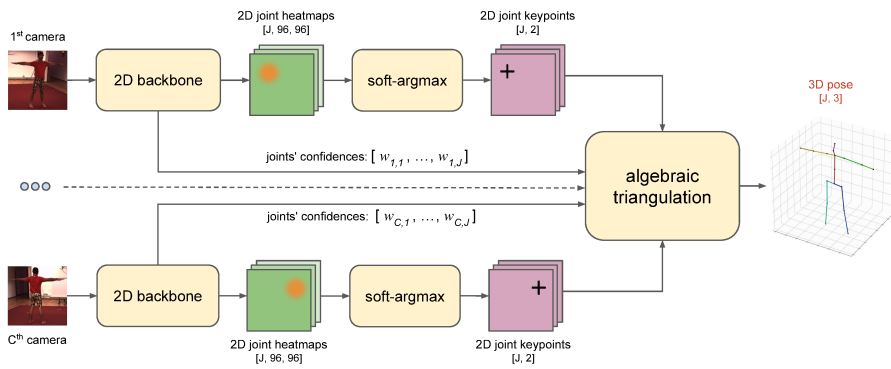 2D joint heatmaps
[J, 96, 96]
2D joint keypoints
[J, 2]
1st camera
2D backbone
soft-argmax
3D pose
[J, 3]
joints' confidences: [ w1,1 , ..., w1,J ]
algebraic
triangulation
joints' confidences: [ wC,1 , ..., wC,J ]
2D backbone
soft-argmax
Cth camera
2D joint heatmaps
[J, 96, 96]
2D joint keypoints
[J, 2]